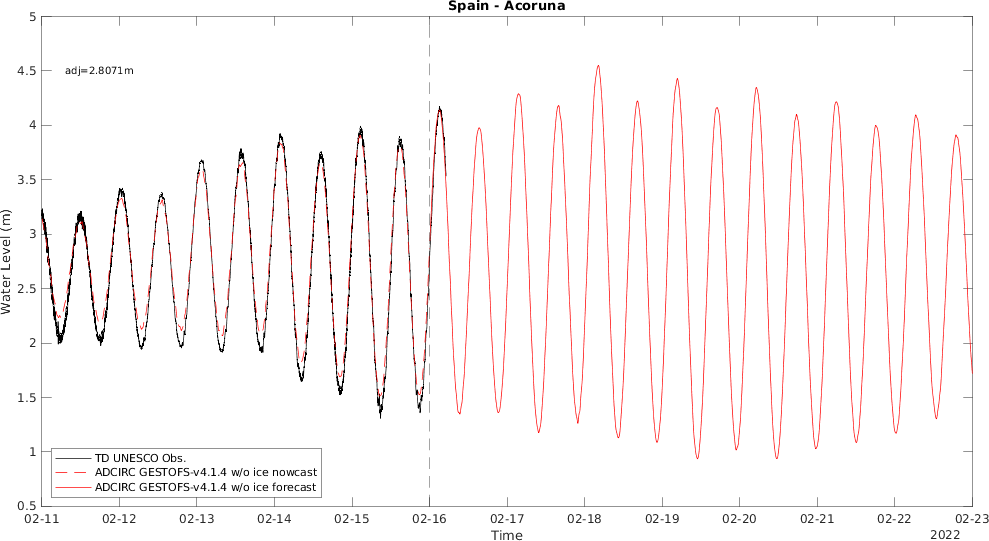 Spain - Acoruna
adj=2.8071m
5
4.5
4
3.5
3
2.5
2
1.5
1
0.5
Water Level (m)
TD UNESCO Obs.
ADCIRC GESTOFS-v4.1.4 w/o ice nowcast
ADCIRC GESTOFS-v4.1.4 w/o ice forecast
02-11 02-12 02-13 02-14 02-15 02-16 02-17 02-18 02-19 02-20 02-21 02-22 02-23
Time
2022